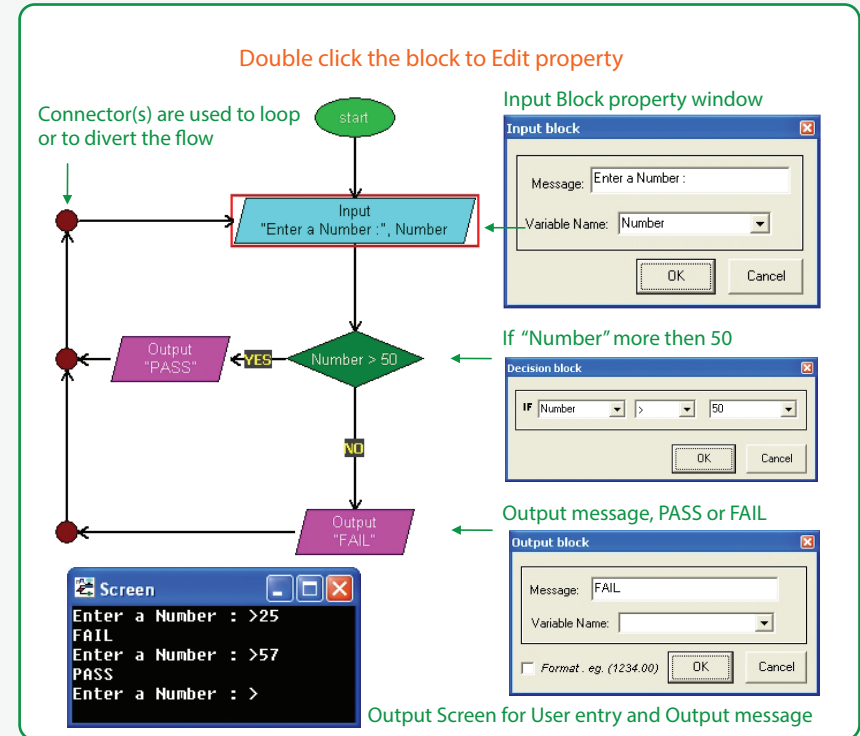 Double click the block to Edit property
Connector(s) are used to loop
or to divert the flow
start
Input
"Enter a Number :", Number
Number > 50
YES
Output
"PASS"
NO
Output
"FAIL"
Input Block property window
Input block
Message: Enter a Number :
Variable Name: Number
OK Cancel
If “Number” more then 50
Decision block
IF Number > 50
OK Cancel
Output message, PASS or FAIL
Output block
Message: FAIL
Variable Name:
Format . eg. (1234.00) OK Cancel
Screen
Enter a Number : >25
FAIL
Enter a Number : >57
PASS
Enter a Number : >
Output Screen for User entry and Output message